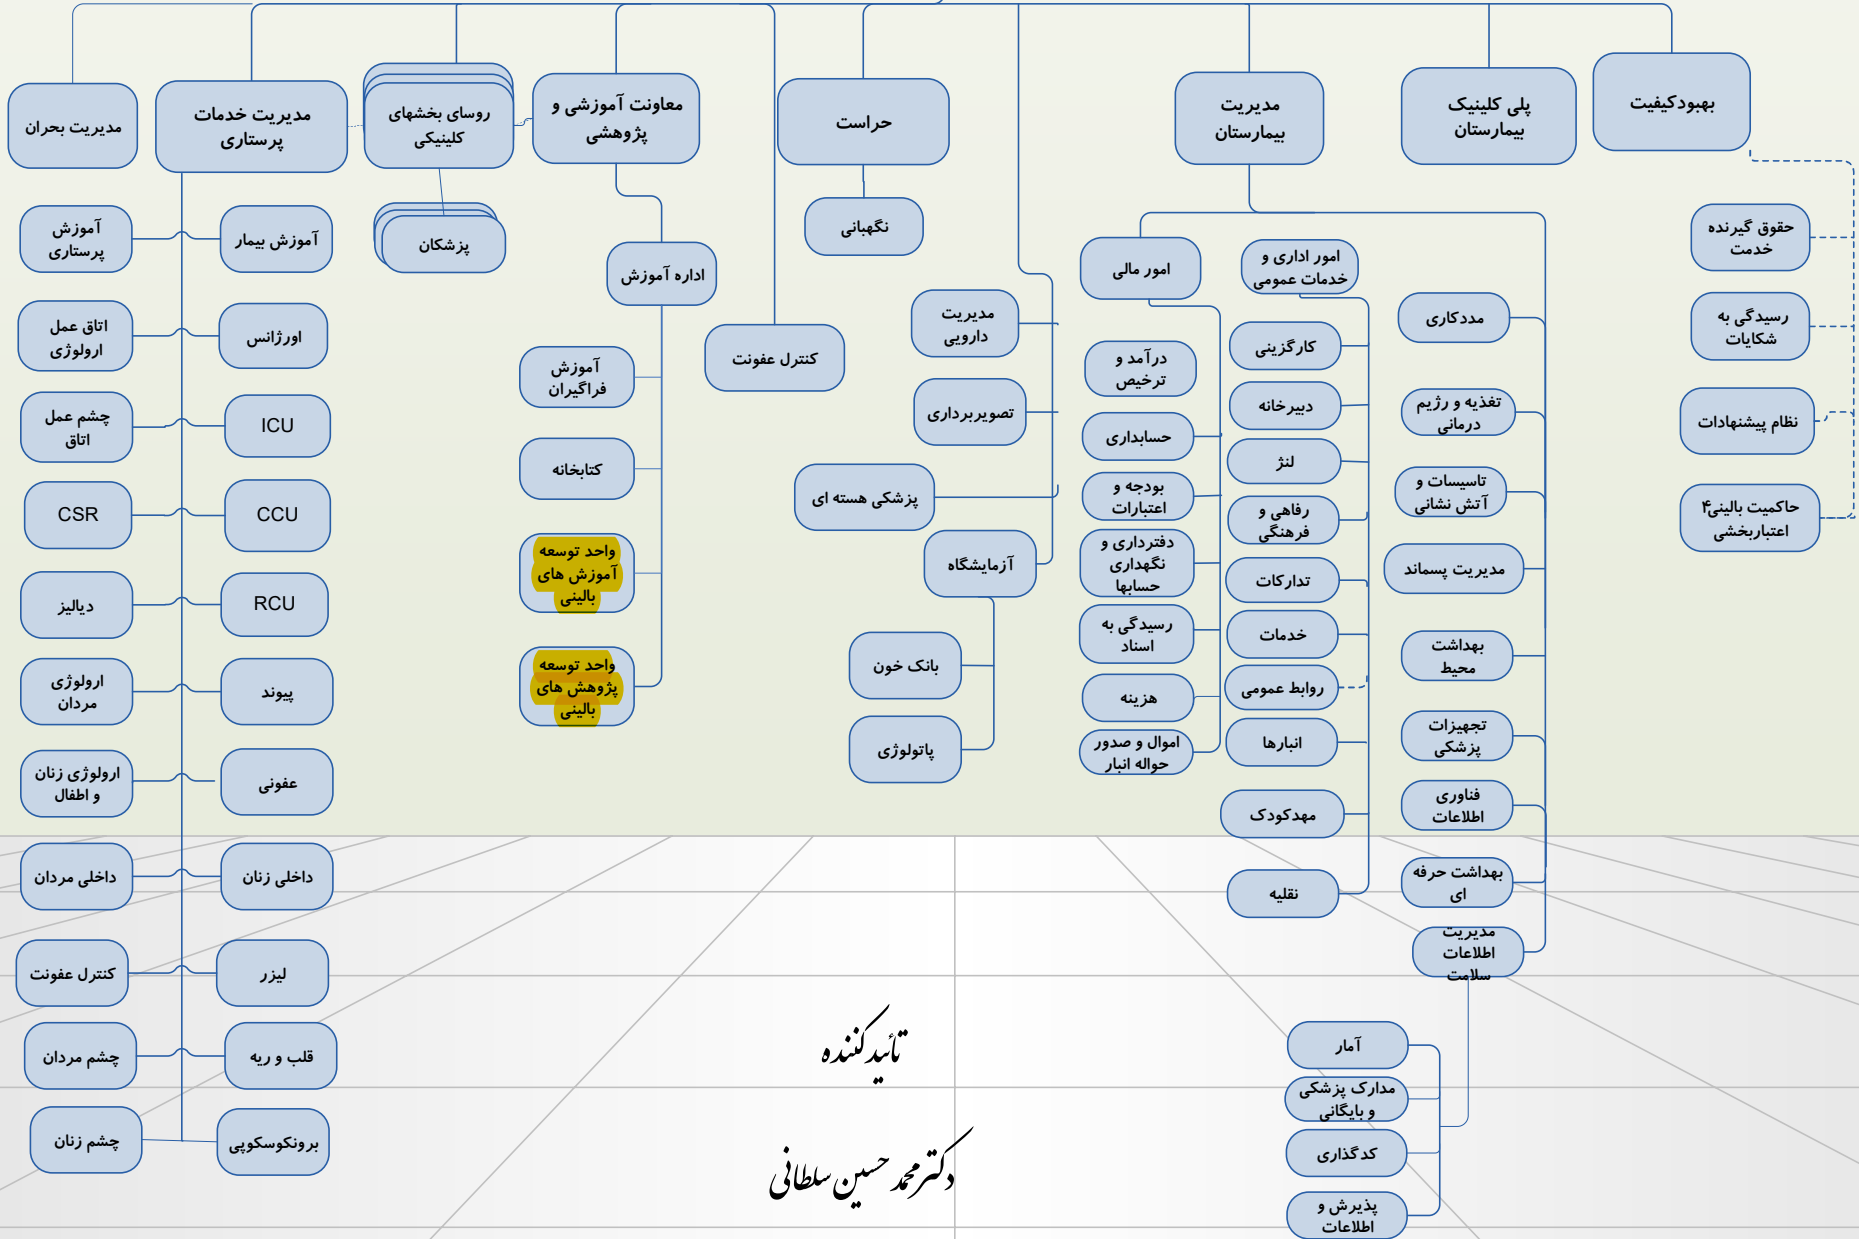 بهبودکیفیت
پلی کلینیک
بیمارستان
مدیریت
بیمارستان
حراست
معاونت آموزشی و
پژوهشی
روسای بخشهای
کلینیکی
مدیریت خدمات
پرستاری
مدیریت بحران
حقوق گیرنده
خدمت
رسیدگی به
شکایات
نظام پیشنهادات
حاکمیت بالینی۴
اعتباربخشی
مددکاری
تغذیه و رژیم
درمانی
تاسیسات و
آتش نشانی
مدیریت پسماند
بهداشت
محیط
تجهیزات
پزشکی
فناوری
اطلاعات
بهداشت حرفه
ای
مدیریت
اطلاعات
سلامت
آمار
مدارک پزشکی
و بایگانی
کدگذاری
پذیرش و
اطلاعات
امور اداری و
خدمات عمومی
کارگزینی
دبیرخانه
لنژ
رفاهی و
فرهنگی
تدارکات
خدمات
روابط عمومی
انبارها
مهدکودک
نقلیه
امور مالی
درآمد و
ترخیص
حسابداری
بودجه و
اعتبارات
دفترداری و
نگهداری
حسابها
رسیدگی به
اسناد
هزینه
اموال و صدور
حواله انبار
مدیریت
دارویی
تصویربرداری
پزشکی هسته ای
آزمایشگاه
بانک خون
پاتولوژی
نگهبانی
کنترل عفونت
اداره آموزش
آموزش
فراگیران
کتابخانه
واحد توسعه
آموزش های
بالینی
واحد توسعه
پژوهش های
بالینی
پزشکان
آموزش بیمار
آموزش
پرستاری
اورژانس
اتاق عمل
ارولوژی
ICU
چشم عمل
اتاق
CCU
CSR
RCU
دیالیز
پیوند
ارولوژی
مردان
عفونی
ارولوژی زنان
و اطفال
داخلی زنان
داخلی مردان
لیزر
کنترل عفونت
قلب و ریه
چشم مردان
برونکوسکوپی
چشم زنان
تائید کننده
دکتر محمد حسین سلطانی